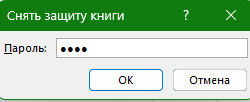 Снять защиту книги ? ×
Пароль: ●●●●
ОК Отмена